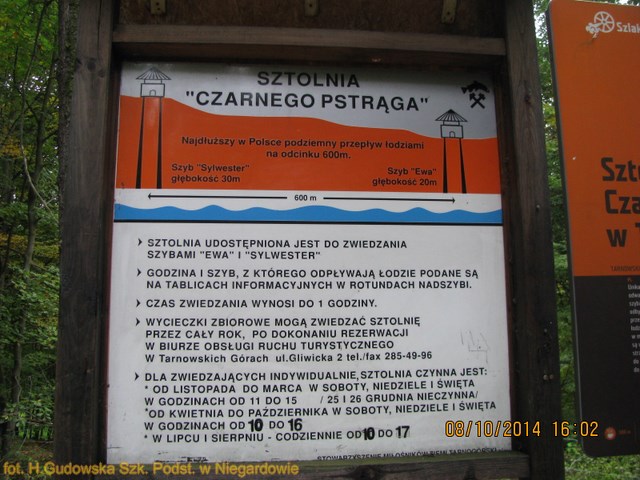 SZTOLNIA
"CZARNEGO PSTRĄGA"
Najdłuższy w Polsce podziemny przepływ łodziami
na odcinku 600m.
Szyb "Sylwester"
głębokość 30m
Szyb "Ewa"
głębokość 20m
600 m
SZTOLNIA UDOSTĘPNIONA JEST DO ZWIEDZANIA
SZYBAMI "EWA" I "SYLWESTER"
GODZINA I SZYB, Z KTÓREGO ODPŁYWAJĄ ŁODZIE PODANE SĄ
NA TABLICACH INFORMACYJNYCH W ROTUNDACH NADSZYBI.
CZAS ZWIEDZANIA WYNOSI DO 1 GODZINY.
WYCIECZKI ZBIOROWE MOGĄ ZWIEDZAĆ SZTOLNIĘ
PRZEZ CAŁY ROK, PO DOKONANIU REZERWACJI
W BIURZE OBSŁUGI RUCHU TURYSTYCZNEGO
W Tarnowskich Górach ul.Gliwicka 2 tel./fax 285-49-96
DLA ZWIEDZAJĄCYCH INDYWIDUALNIE,SZTOLNIA CZYNNA JEST:
* OD LISTOPADA DO MARCA W SOBOTY, NIEDZIELE I ŚWIĘTA
W GODZINACH OD 11 DO 15 / 25 I 26 GRUDNIA NIECZYNNA/
*OD KWIETNIA DO PAŹDZIERNIKA W SOBOTY, NIEDZIELE I ŚWIĘTA
W GODZINACH OD 10 DO 16
* W LIPCU I SIERPNIU - CODZIENNIE OD 10 DO 17
STOWARZYSZENIE MIŁOŚNIKÓW ZIEMI TARNOGÓRSKIEJ
Szlak
Szto
Cza
w T
08/10/2014 16:02
fot. H.Gudowska Szk. Podst. w Niegardowie